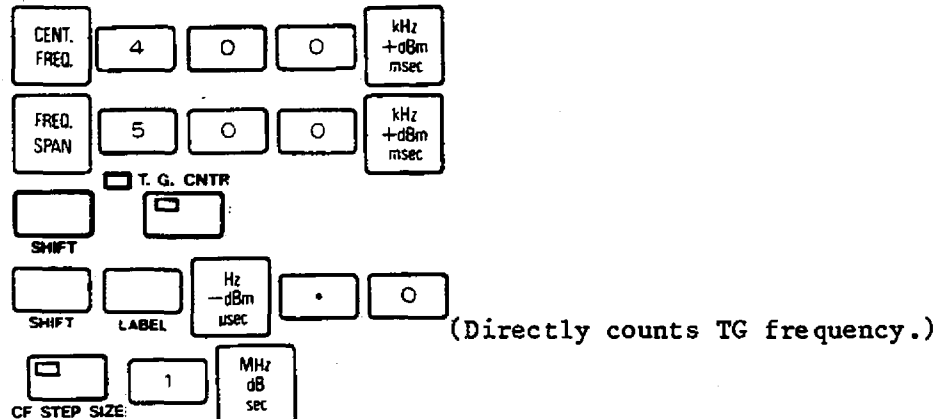 CENT. FREQ. 4 0 0 kHz +dBm msec
FREQ. SPAN 5 0 0 kHz +dBm msec
T. G. CNTR
SHIFT
Hz -dBm μsec . 0
SHIFT LABEL
(Directly counts TG frequency.)
1 MHz dB sec
CF STEP SIZE